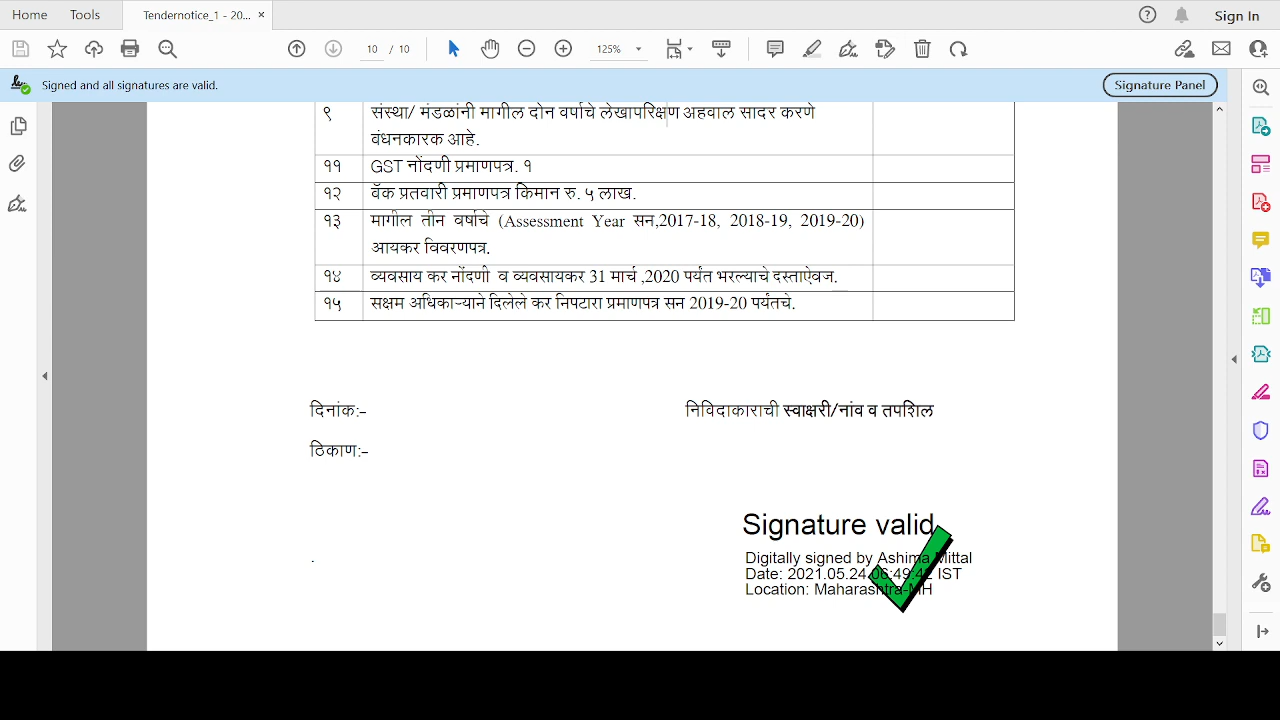 Home Tools Tendernotice_1 - 20... × Sign In
10 / 10 125%
Signed and all signatures are valid. Signature Panel
९ संस्था/ मंडळांनी मागील दोन वर्षाचे लेखापरिक्षण अहवाल सादर करणे
बंधनकारक आहे.
११ GST नोंदणी प्रमाणपत्र. १
१२ बॅक प्रतवारी प्रमाणपत्र किमान रु. ५ लाख.
१३ मागील तीन वर्षाचे (Assessment Year सन,2017-18, 2018-19, 2019-20)
आयकर विवरणपत्र.
१४ व्यवसाय कर नोंदणी व व्यवसायकर 31 मार्च ,2020 पर्यंत भरल्याचे दस्ताऐवज.
१५ सक्षम अधिकाऱ्याने दिलेले कर निपटारा प्रमाणपत्र सन 2019-20 पर्यंतचे.
दिनांक:- निविदाकाराची स्वाक्षरी/नांव व तपशिल
ठिकाण:-
Signature valid
Digitally signed by Ashima Mittal
Date: 2021.05.24 06:49:42 IST
Location: Maharashtra-MH